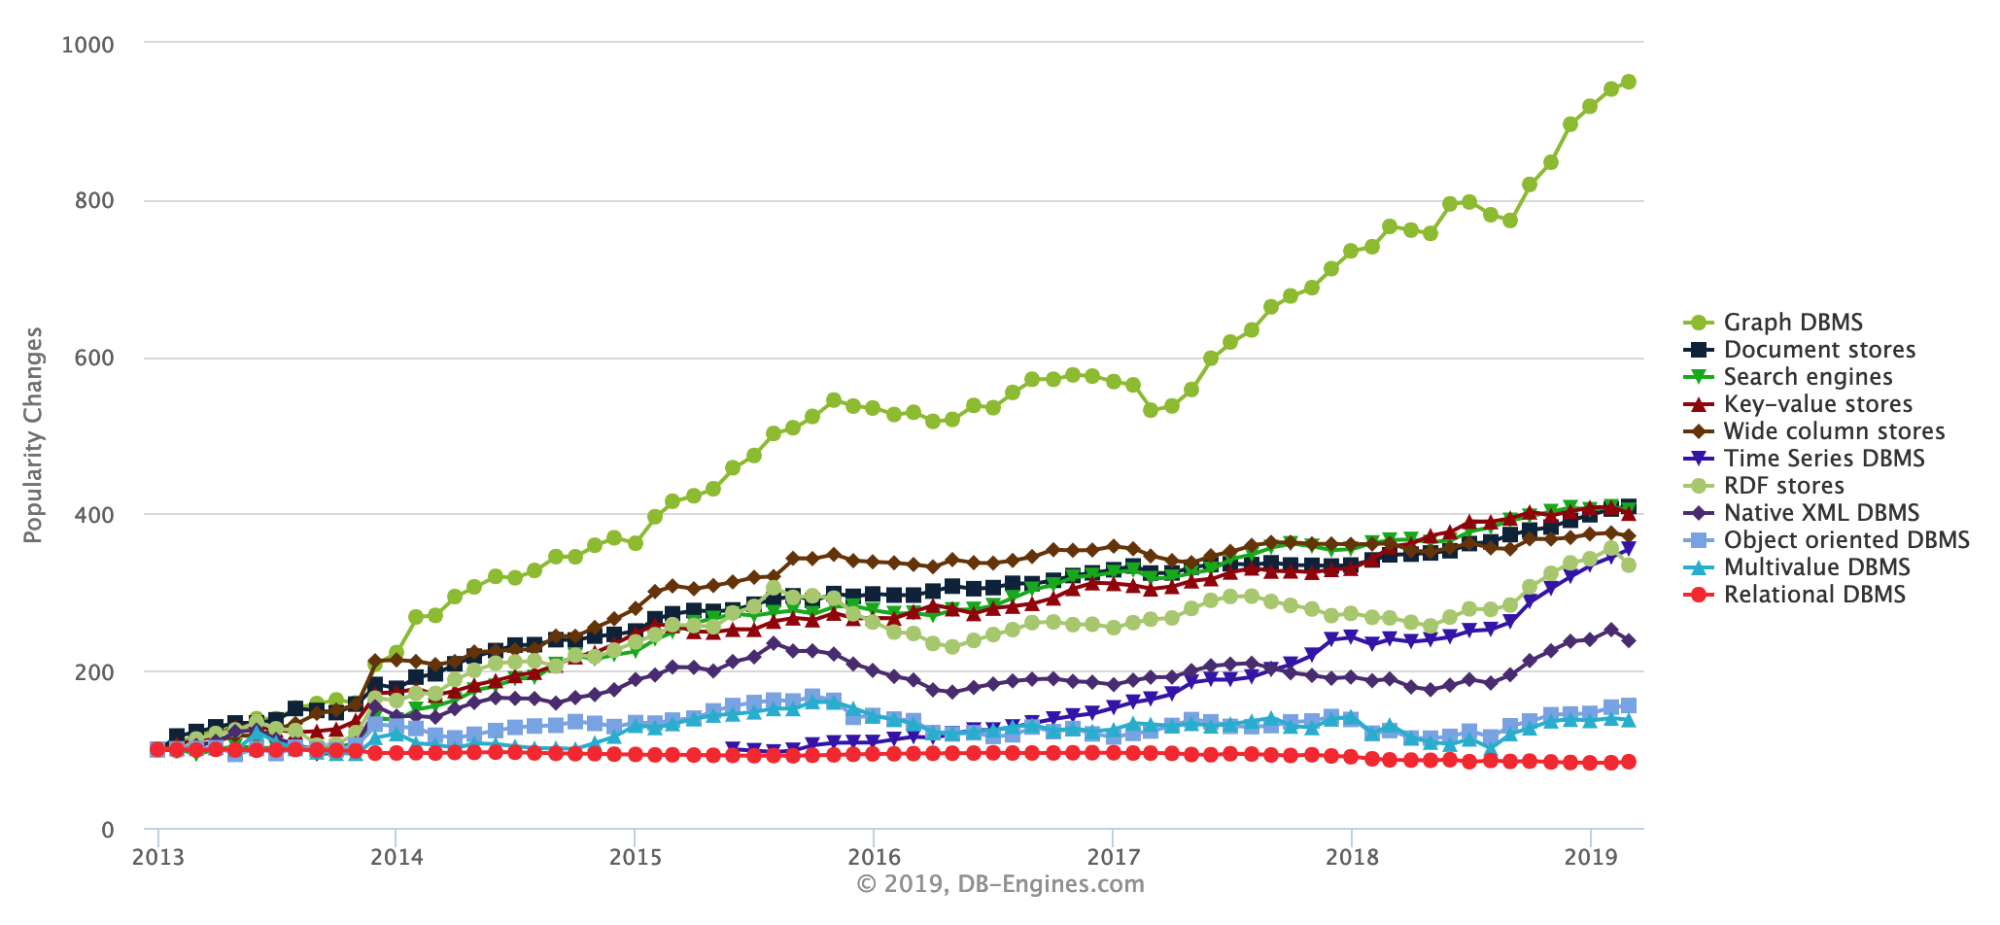 1000
800
600
400
200
0
Popularity Changes
2013 2014 2015 2016 2017 2018 2019
© 2019, DB-Engines.com
Graph DBMS
Document stores
Search engines
Key-value stores
Wide column stores
Time Series DBMS
RDF stores
Native XML DBMS
Object oriented DBMS
Multivalue DBMS
Relational DBMS